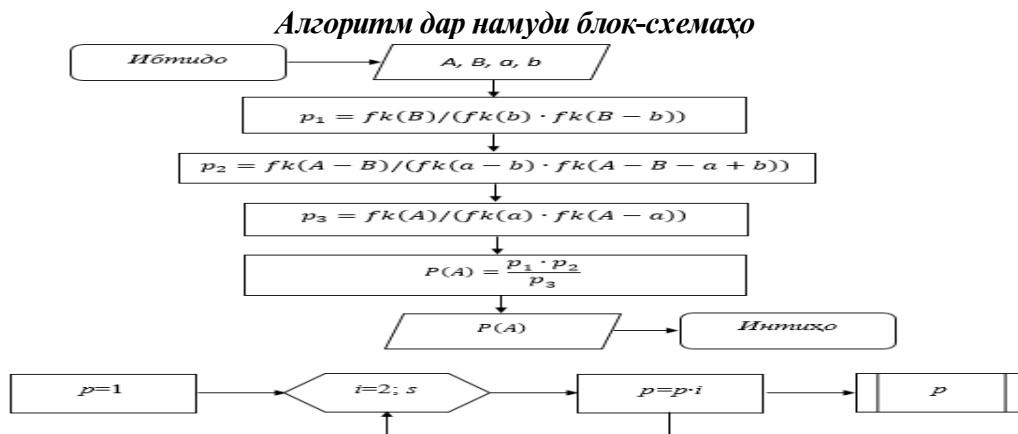 Алгоритм дар намуди блок-схемаҳо
Ибтидо
A, B, a, b
p₁ = fk(B)/(fk(b) · fk(B − b))
p₂ = fk(A − B)/(fk(a − b) · fk(A − B − a + b))
p₃ = fk(A)/(fk(a) · fk(A − a))
P(A) = p₁ · p₂ / p₃
P(A)
Интиҳо
p=1
i=2; s
p=p·i
p